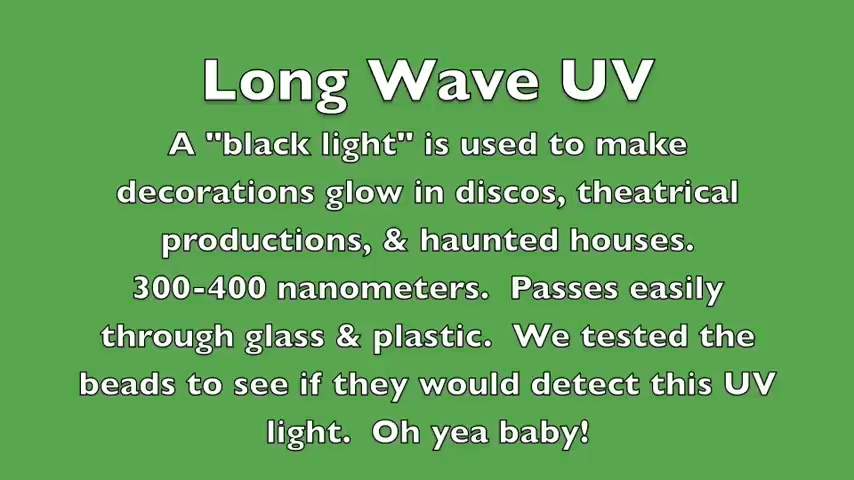 Long Wave UV
A "black light" is used to make
decorations glow in discos, theatrical
productions, & haunted houses.
300-400 nanometers.  Passes easily
through glass & plastic.  We tested the
beads to see if they would detect this UV
light.  Oh yea baby!